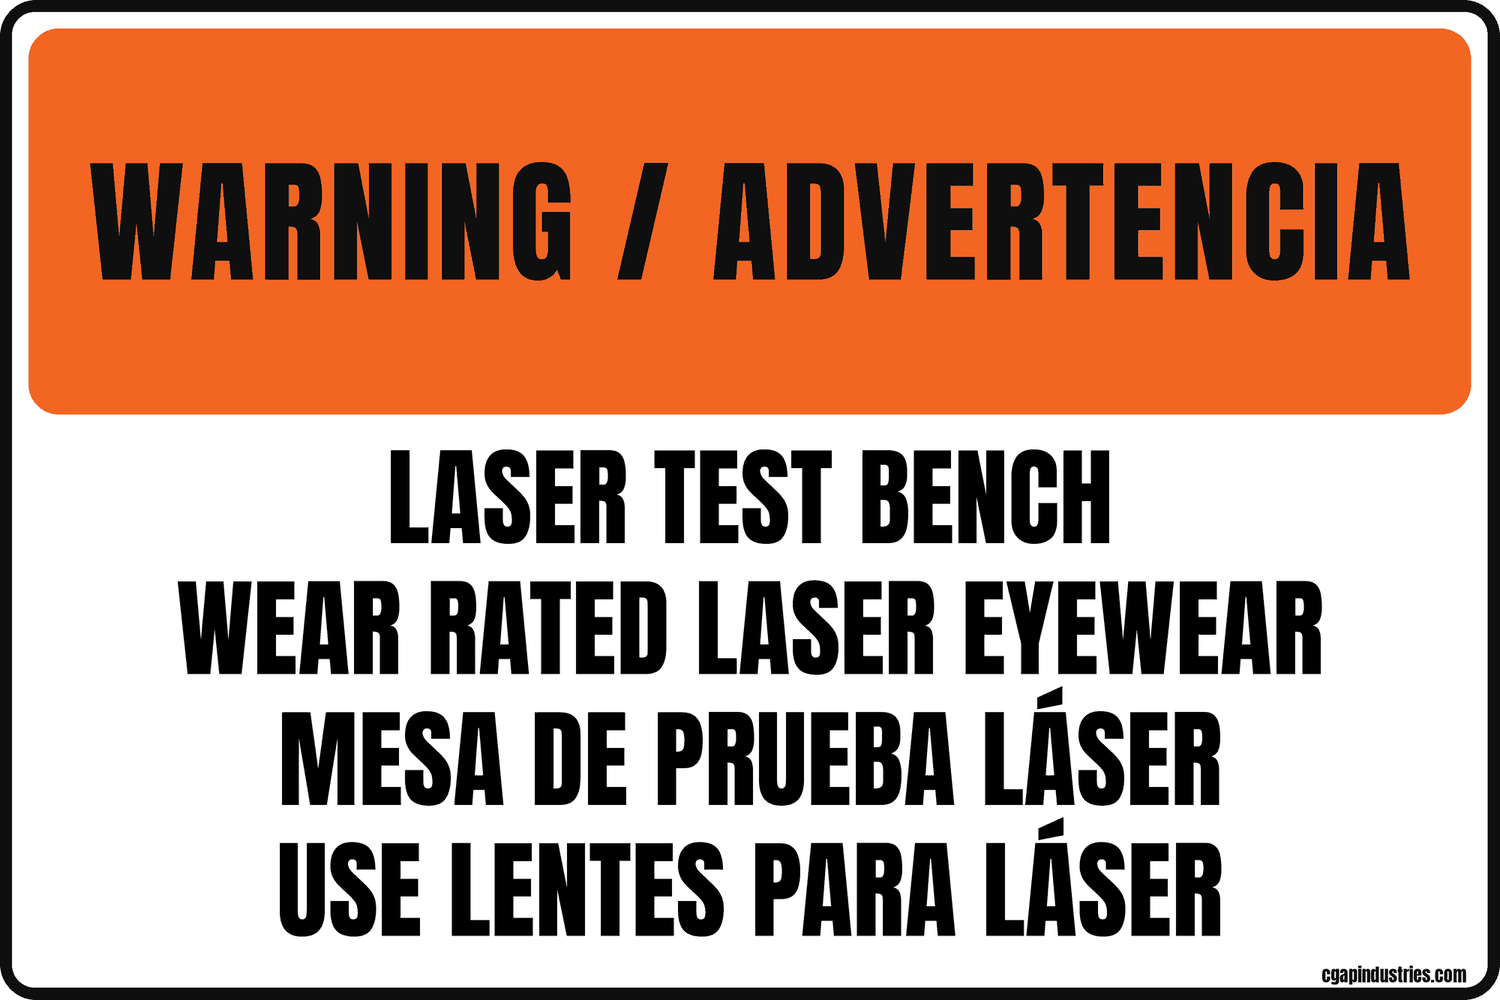 WARNING / ADVERTENCIA
LASER TEST BENCH
WEAR RATED LASER EYEWEAR
MESA DE PRUEBA LÁSER
USE LENTES PARA LÁSER
cgapindustries.com